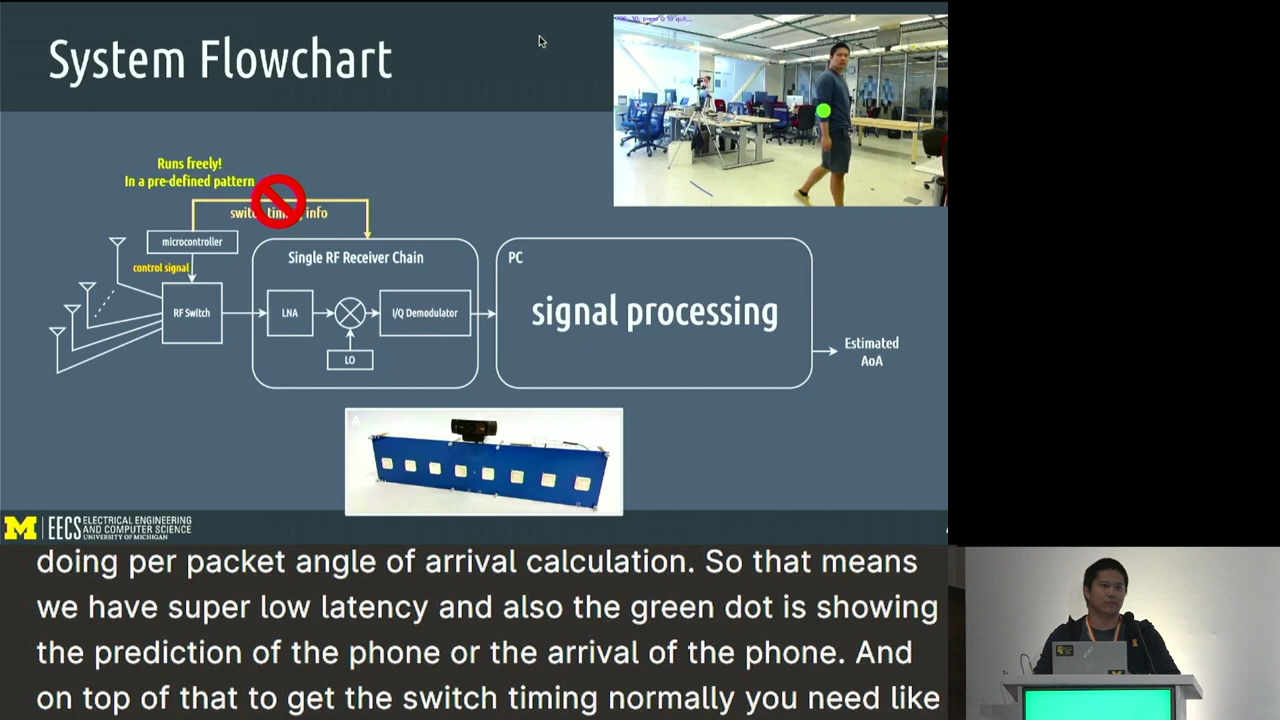 System Flowchart
Runs freely!
In a pre-defined pattern
info
microcontroller
control signal
RF Switch
Single RF Receiver Chain
LNA
I/Q Demodulator
LO
PC
signal processing
Estimated
AoA
A
M EECS ELECTRICAL ENGINEERING
AND COMPUTER SCIENCE
UNIVERSITY OF MICHIGAN
doing per packet angle of arrival calculation. So that means
we have super low latency and also the green dot is showing
the prediction of the phone or the arrival of the phone. And
on top of that to get the switch timing normally you need like